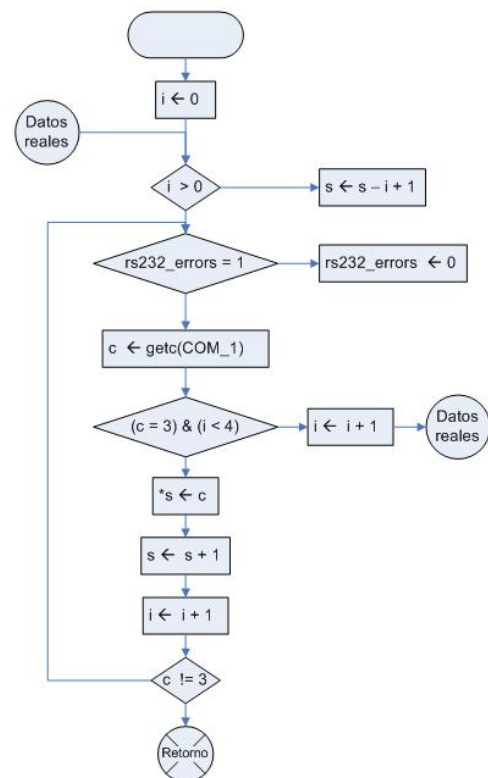 i ← 0
Datos
reales
i > 0
s ← s – i + 1
rs232_errors = 1
rs232_errors ← 0
c ← getc(COM_1)
(c = 3) & (i < 4)
i ← i + 1
Datos
reales
*s ← c
s ← s + 1
i ← i + 1
c != 3
Retorno